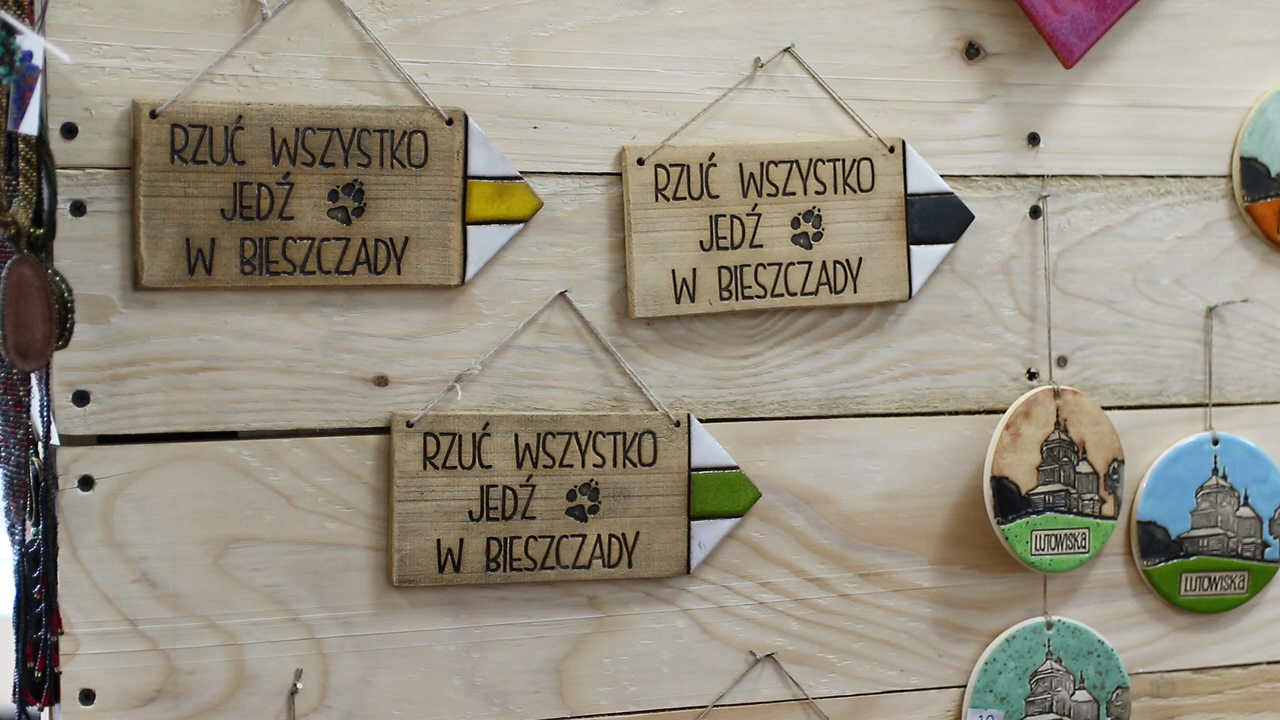 RZUĆ WSZYSTKO
JEDŹ
W BIESZCZADY
RZUĆ WSZYSTKO
JEDŹ
W BIESZCZADY
RZUĆ WSZYSTKO
JEDŹ
W BIESZCZADY
LUTOWISKa
LUTOWISKa